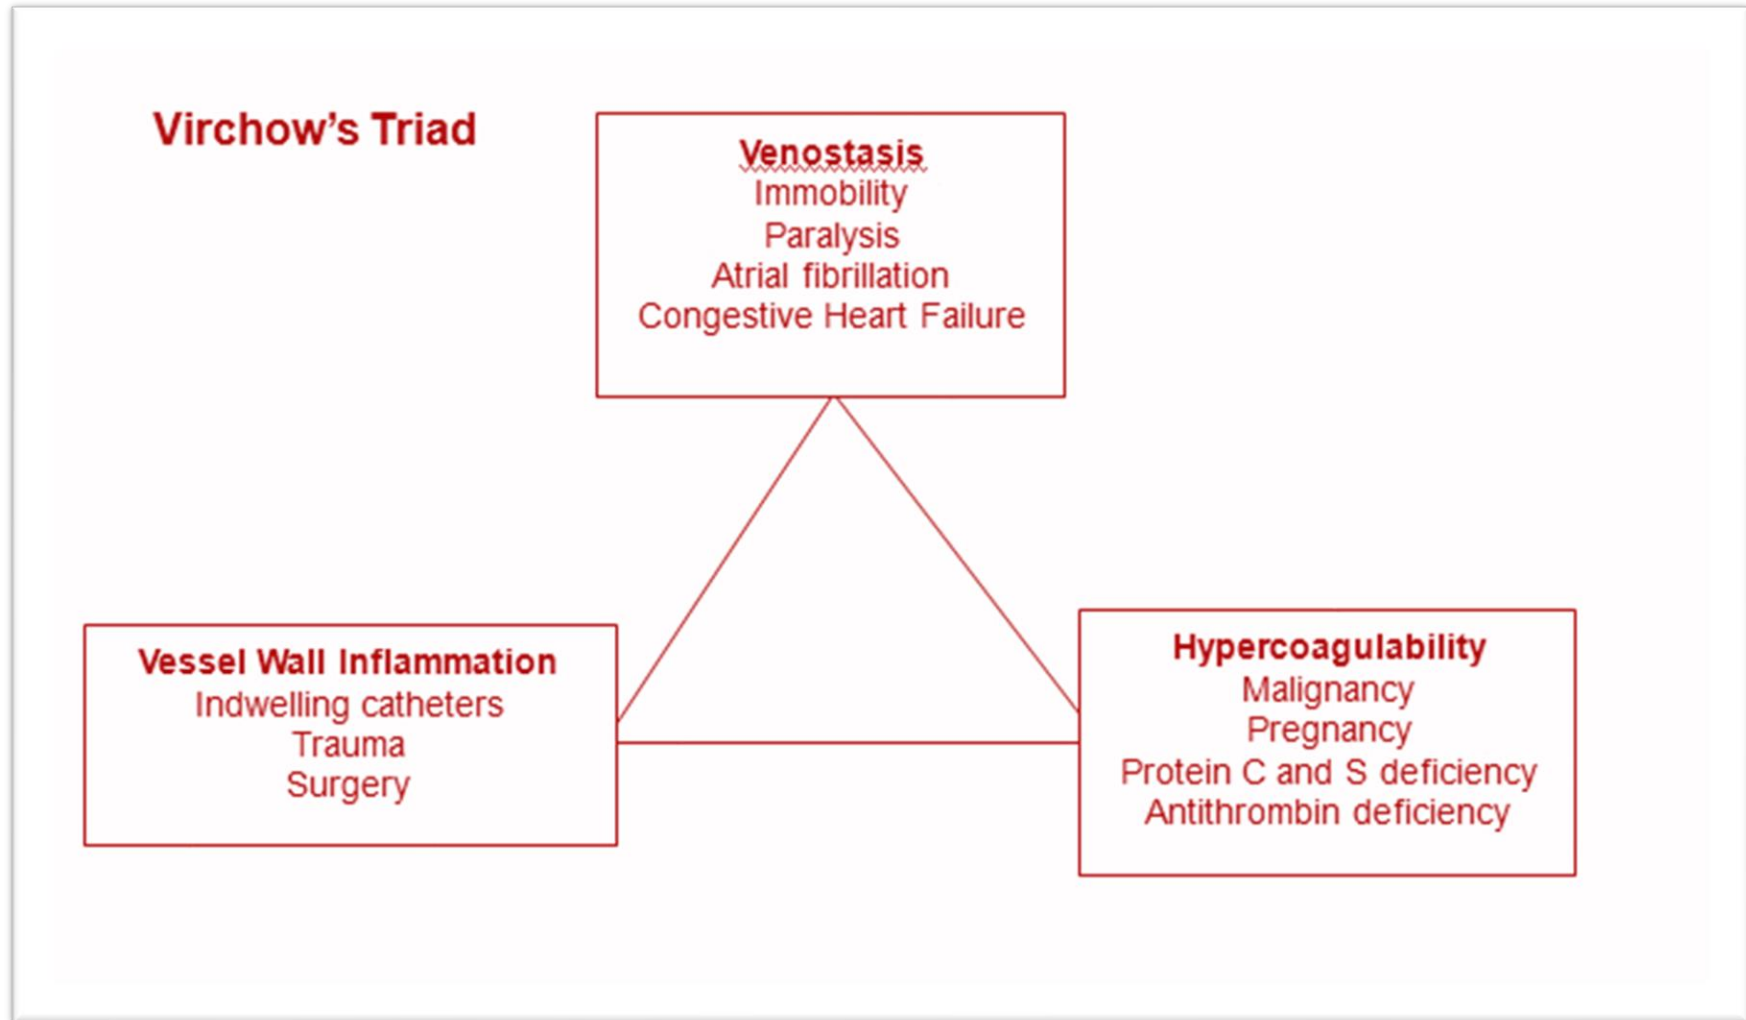 Virchow’s Triad
Venostasis
Immobility
Paralysis
Atrial fibrillation
Congestive Heart Failure
Vessel Wall Inflammation
Indwelling catheters
Trauma
Surgery
Hypercoagulability
Malignancy
Pregnancy
Protein C and S deficiency
Antithrombin deficiency